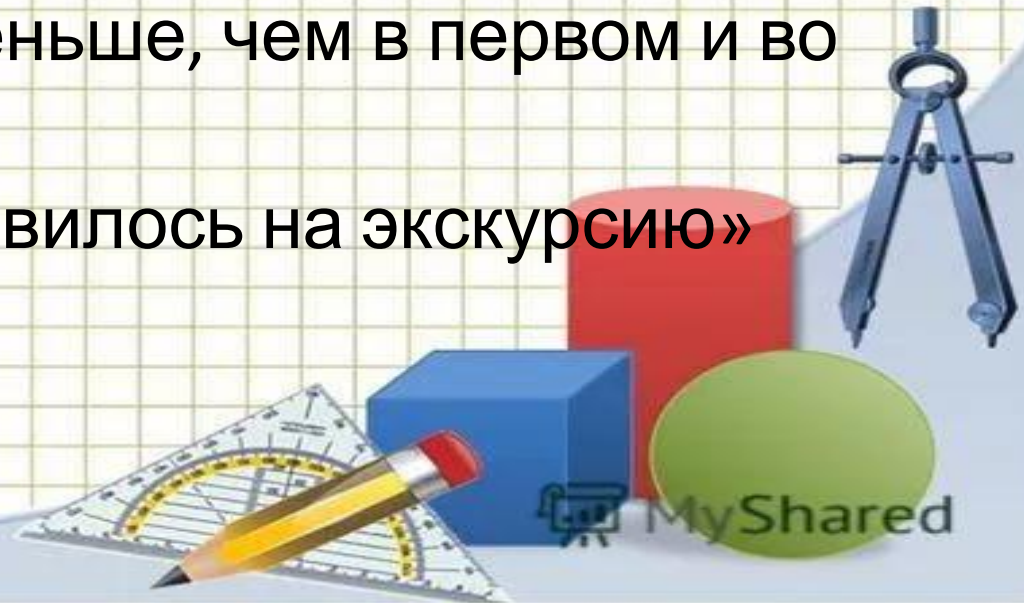 еньше, чем в первом и во
вилось на экскурсию»
MyShared